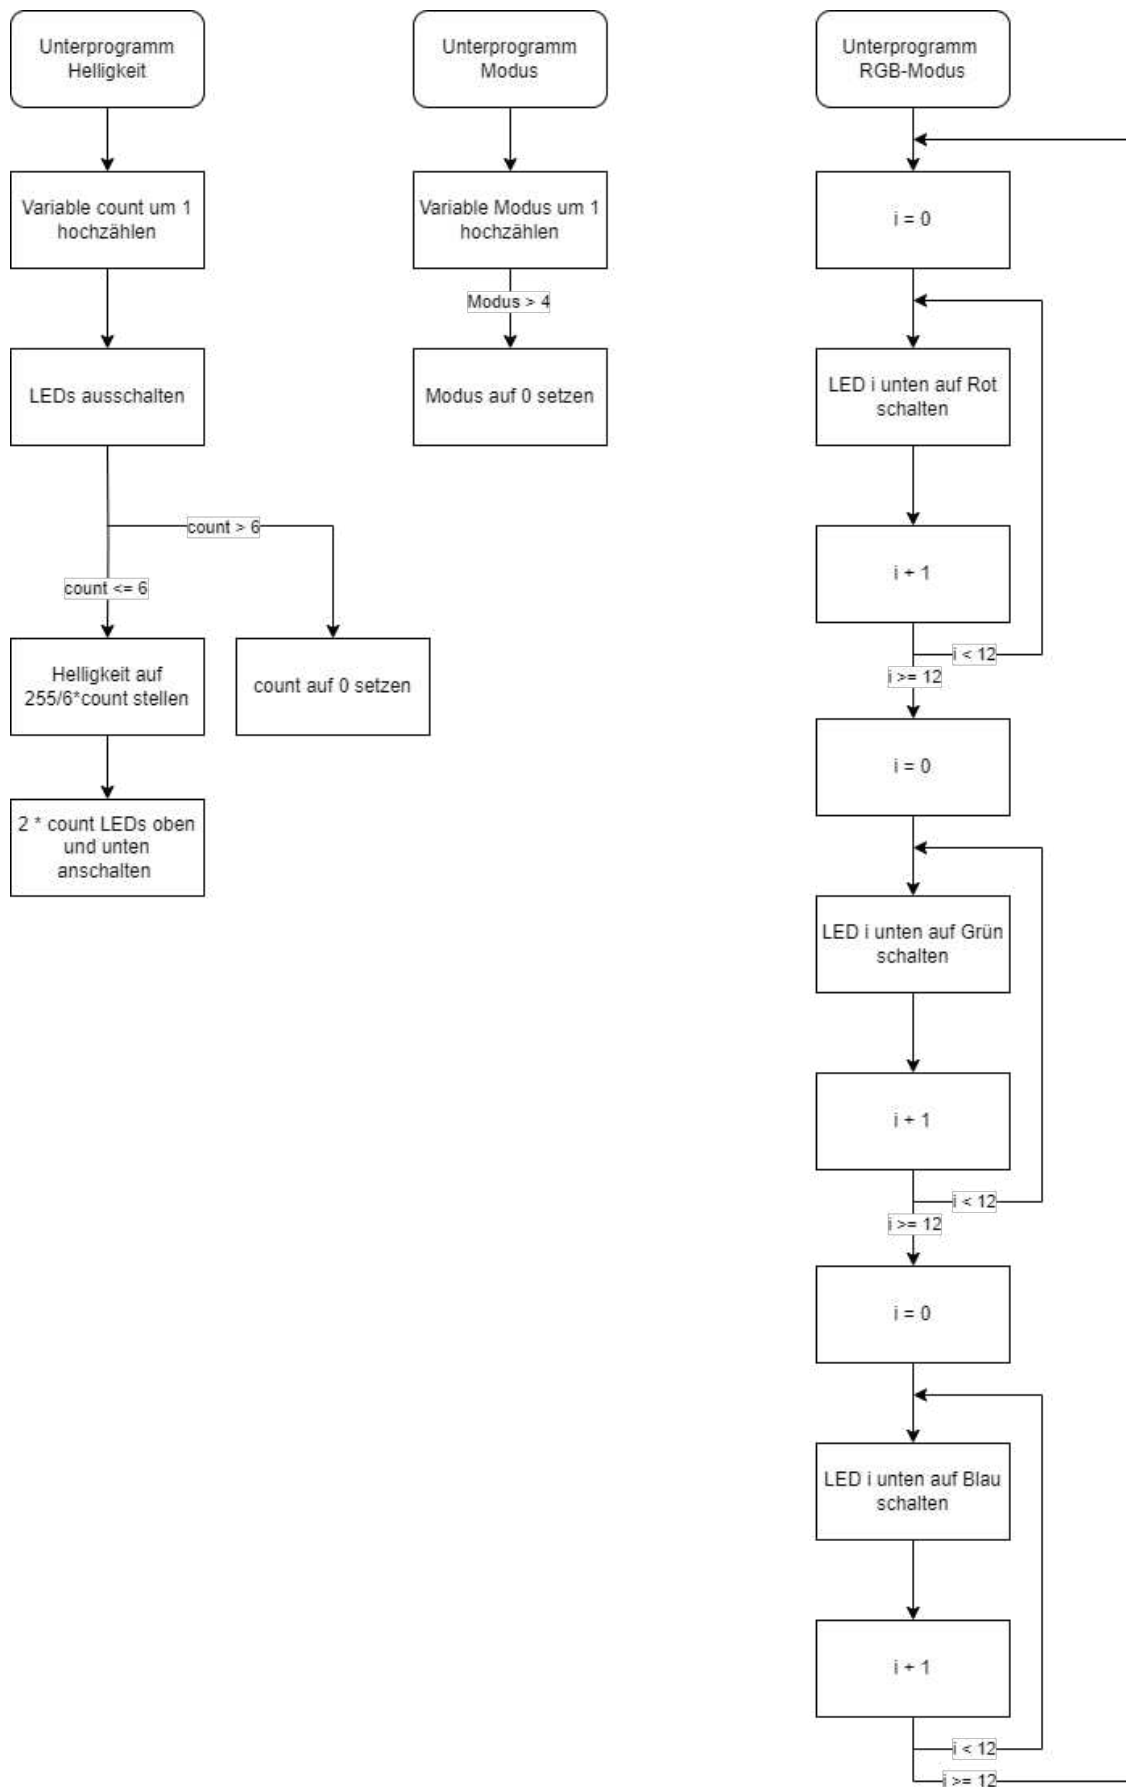 Unterprogramm
Helligkeit
Variable count um 1
hochzählen
LEDs ausschalten
count > 6
count <= 6
Helligkeit auf
255/6*count stellen
count auf 0 setzen
2 * count LEDs oben
und unten
anschalten
Unterprogramm
Modus
Variable Modus um 1
hochzählen
Modus > 4
Modus auf 0 setzen
Unterprogramm
RGB-Modus
i = 0
LED i unten auf Rot
schalten
i + 1
i < 12
i >= 12
i = 0
LED i unten auf Grün
schalten
i + 1
i < 12
i >= 12
i = 0
LED i unten auf Blau
schalten
i + 1
i < 12
i >= 12